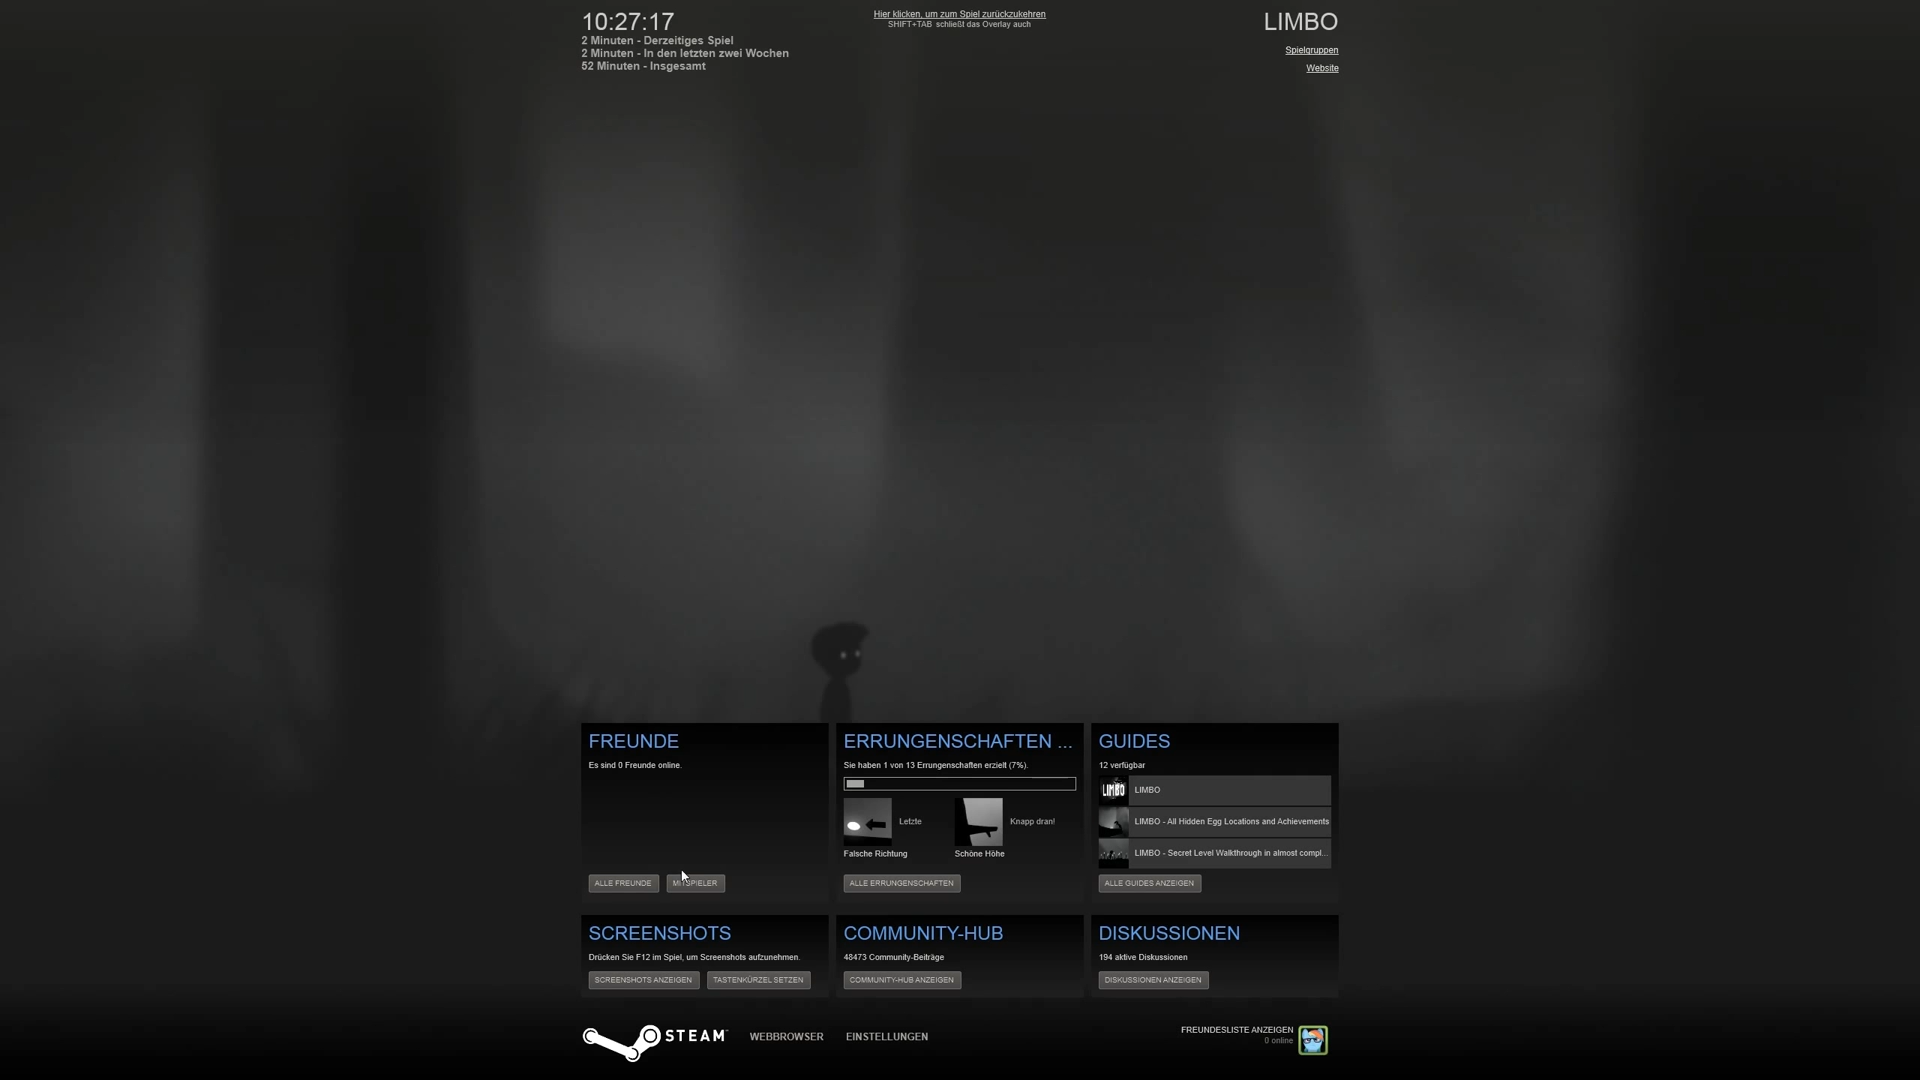 10:27:17
2 Minuten - Derzeitiges Spiel
2 Minuten - In den letzten zwei Wochen
52 Minuten - Insgesamt
Hier klicken, um zum Spiel zurückzukehren
SHIFT+TAB schließt das Overlay auch
LIMBO
Spielgruppen
Website
FREUNDE
Es sind 0 Freunde online.
ALLE FREUNDE
MITSPIELER
ERRUNGENSCHAFTEN ...
Sie haben 1 von 13 Errungenschaften erzielt (7%).
Letzte
Knapp dran!
Falsche Richtung
Schöne Höhe
ALLE ERRUNGENSCHAFTEN
GUIDES
12 verfügbar
LIMBO
LIMBO
LIMBO - All Hidden Egg Locations and Achievements
LIMBO - Secret Level Walkthrough in almost compl...
ALLE GUIDES ANZEIGEN
SCREENSHOTS
Drücken Sie F12 im Spiel, um Screenshots aufzunehmen.
SCREENSHOTS ANZEIGEN
TASTENKÜRZEL SETZEN
COMMUNITY-HUB
48473 Community-Beiträge
COMMUNITY-HUB ANZEIGEN
DISKUSSIONEN
194 aktive Diskussionen
DISKUSSIONEN ANZEIGEN
STEAM
WEBBROWSER
EINSTELLUNGEN
FREUNDESLISTE ANZEIGEN
0 online